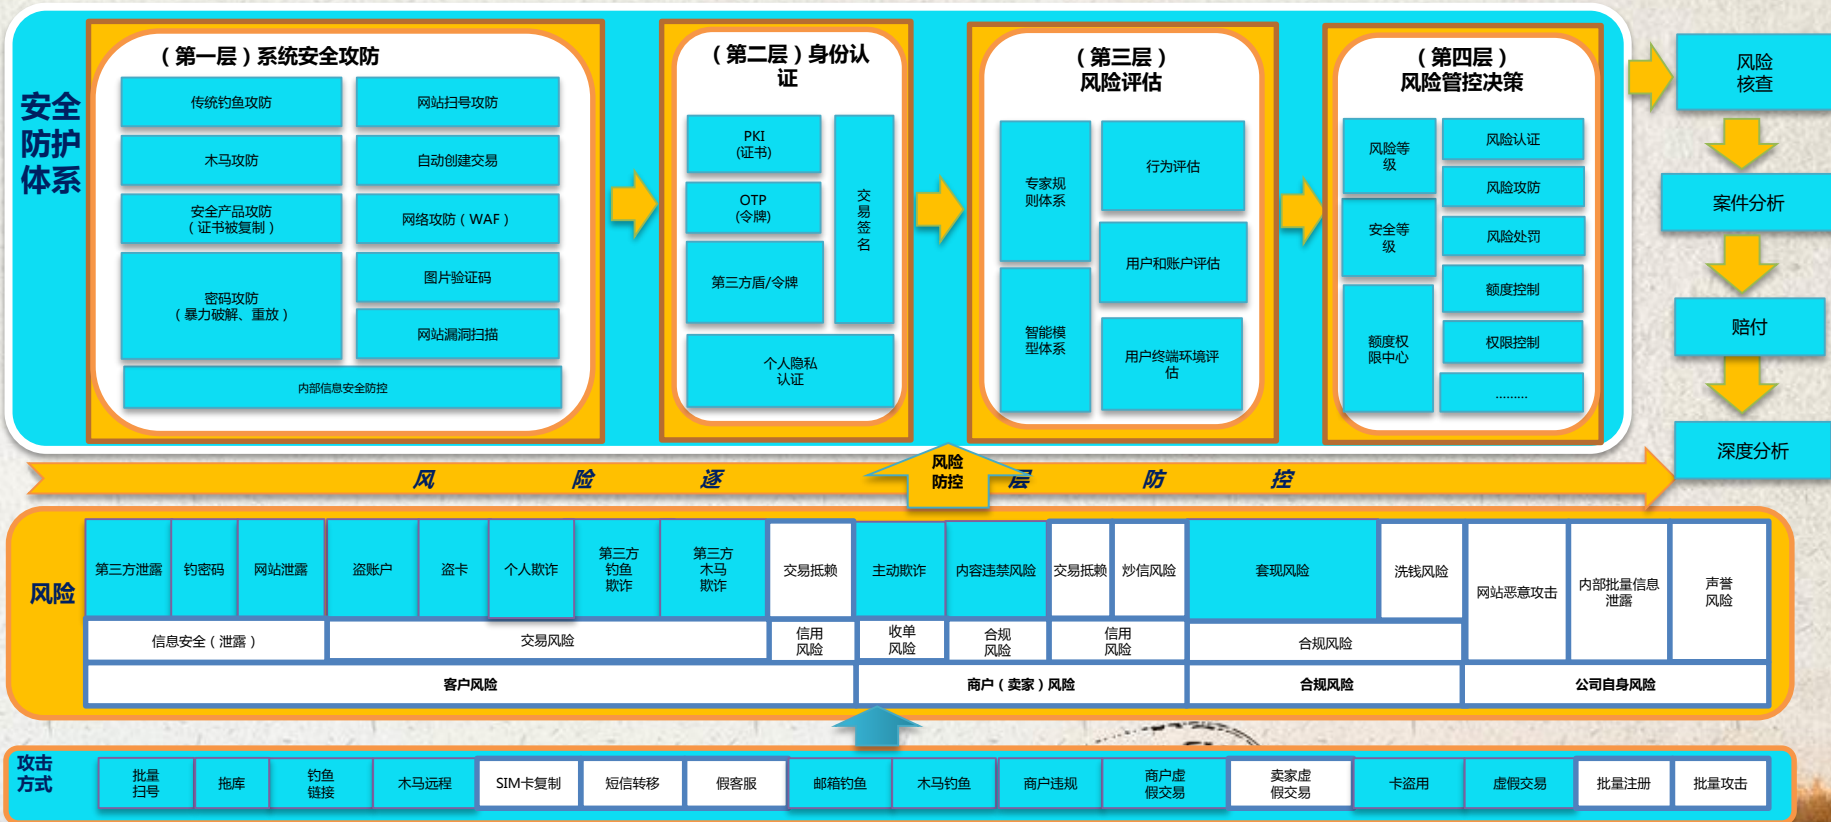 安全
防护
体系
（第一层）系统安全攻防
传统钓鱼攻防
网站扫号攻防
木马攻防
自动创建交易
安全产品攻防
（证书被复制）
网络攻防（WAF）
密码攻防
（暴力破解、重放）
图片验证码
网站漏洞扫描
内部信息安全防控
（第二层）身份认
证
PKI
(证书)
OTP
(令牌)
第三方盾/令牌
交
易
签
名
个人隐私
认证
（第三层）
风险评估
专家规
则体系
智能模
型体系
行为评估
用户和账户评估
用户终端环境评
估
（第四层）
风险管控决策
风险等
级
安全等
级
额度权
限中心
风险认证
风险攻防
风险处罚
额度控制
权限控制
………
风险
核查
案件分析
赔付
深度分析
风 险 逐 层 防 控
风险
防控
风险
第三方泄露
钓密码
网站泄露
盗账户
盗卡
个人欺诈
第三方
钓鱼
欺诈
第三方
木马
欺诈
交易抵赖
主动欺诈
内容违禁风险
交易抵赖
炒信风险
套现风险
洗钱风险
网站恶意攻击
内部批量信息
泄露
声誉
风险
信息安全（泄露）
交易风险
信用
风险
收单
风险
合规
风险
信用
风险
合规风险
客户风险
商户（卖家）风险
合规风险
公司自身风险
攻击
方式
批量
扫号
拖库
钓鱼
链接
木马远程
SIM卡复制
短信转移
假客服
邮箱钓鱼
木马钓鱼
商户违规
商户虚
假交易
卖家虚
假交易
卡盗用
虚假交易
批量注册
批量攻击